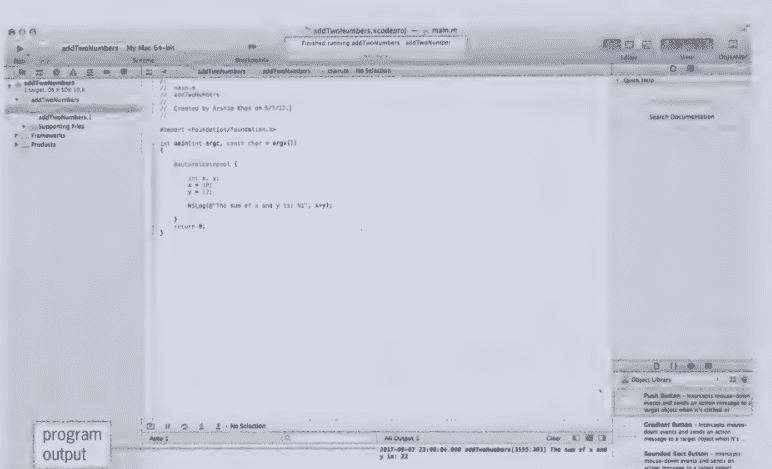 addTwoNumbers.xcodeproj — main.m
addTwoNumbers My Mac 64-bit
Finished running addTwoNumbers : addTwoNumbers
Run
Scheme
Breakpoints
Editor
View
Organizer
addTwoNumbers
addTwoNumbers
No Selection
addTwoNumbers
addTwoNumbers
addTwoNumbers.1
Supporting Files
Frameworks
Products
//
// main.m
// addTwoNumbers
//
// Created by Arshia Khan on 5/7/17.
//
#import <Foundation/Foundation.h>
int main(int argc, const char * argv[])
{
@autoreleasepool {
int x, y;
x = 10;
y = 12;
NSLog(@"The sum of x and y is: %i", x+y);
}
return 0;
}
Quick Help
Search Documentation
Object Library
Push Button - Intercepts mouse-down
events and sends an action message to a
target object when it's clicked or
Gradient Button - Intercepts mouse-
down events and sends an action
message to a target object when it's
Rounded Rect Button - Intercepts
mouse-down events and sends an
action message to a target object
No Selection
Auto
All Output
Clear
program
output
2017-05-07 22:08:04.000 addTwoNumbers[3535:303] The sum of x and
y is: 22